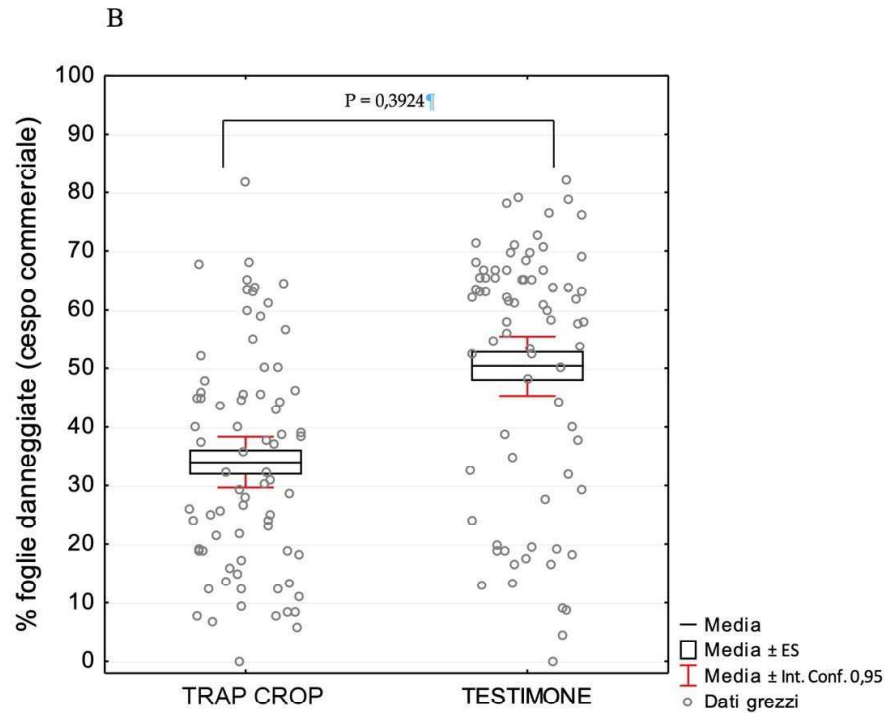 B
P = 0,3924¶
% foglie danneggiate (cespo commerciale)
100
90
80
70
60
50
40
30
20
10
0
TRAP CROP
TESTIMONE
Media
Media ± ES
Media ± Int. Conf. 0,95
Dati grezzi